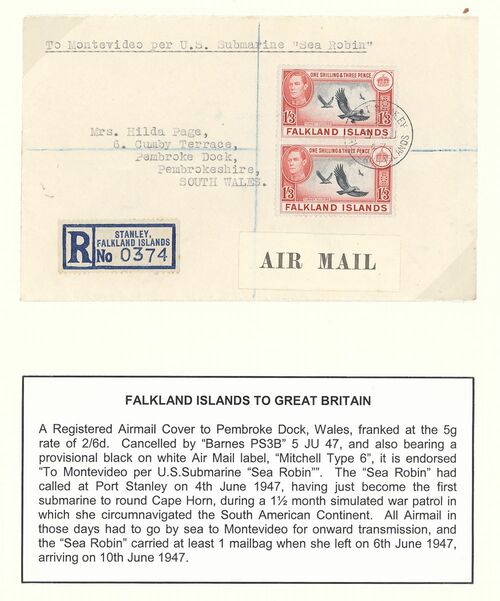 To Montevideo per U.S. Submarine "Sea Robin"
ONE SHILLING & THREE PENCE
1/3 1/3
FALKLAND ISLANDS
ONE SHILLING & THREE PENCE
1/3 1/3
FALKLAND ISLANDS
Mrs. Hilda Page,
6. Cumby Terrace,
Pembroke Dock,
Pembrokeshire,
SOUTH WALES.
R STANLEY,
FALKLAND ISLANDS
No 0374
AIR MAIL
FALKLAND ISLANDS TO GREAT BRITAIN
A Registered Airmail Cover to Pembroke Dock, Wales, franked at the 5g
rate of 2/6d. Cancelled by "Barnes PS3B" 5 JU 47, and also bearing a
provisional black on white Air Mail label, "Mitchell Type 6", it is endorsed
"To Montevideo per U.S.Submarine "Sea Robin"". The "Sea Robin" had
called at Port Stanley on 4th June 1947, having just become the first
submarine to round Cape Horn, during a 1½ month simulated war patrol in
which she circumnavigated the South American Continent. All Airmail in
those days had to go by sea to Montevideo for onward transmission, and
the "Sea Robin" carried at least 1 mailbag when she left on 6th June 1947,
arriving on 10th June 1947.